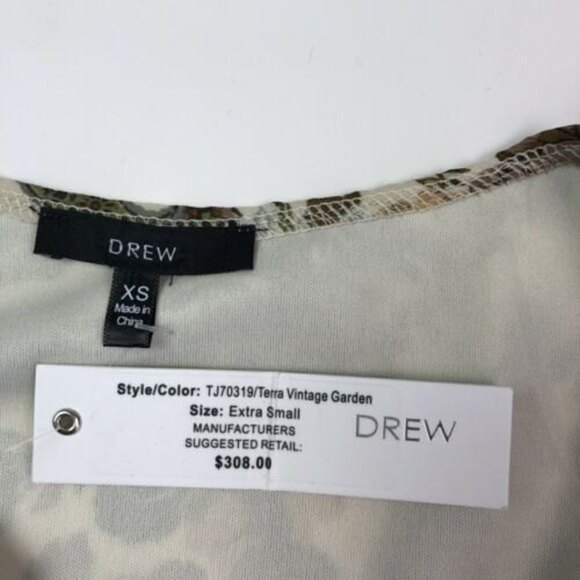 DREW
XS
Made in
China
Style/Color: TJ70319/Terra Vintage Garden
Size: Extra Small
MANUFACTURERS
SUGGESTED RETAIL:
$308.00
DREW